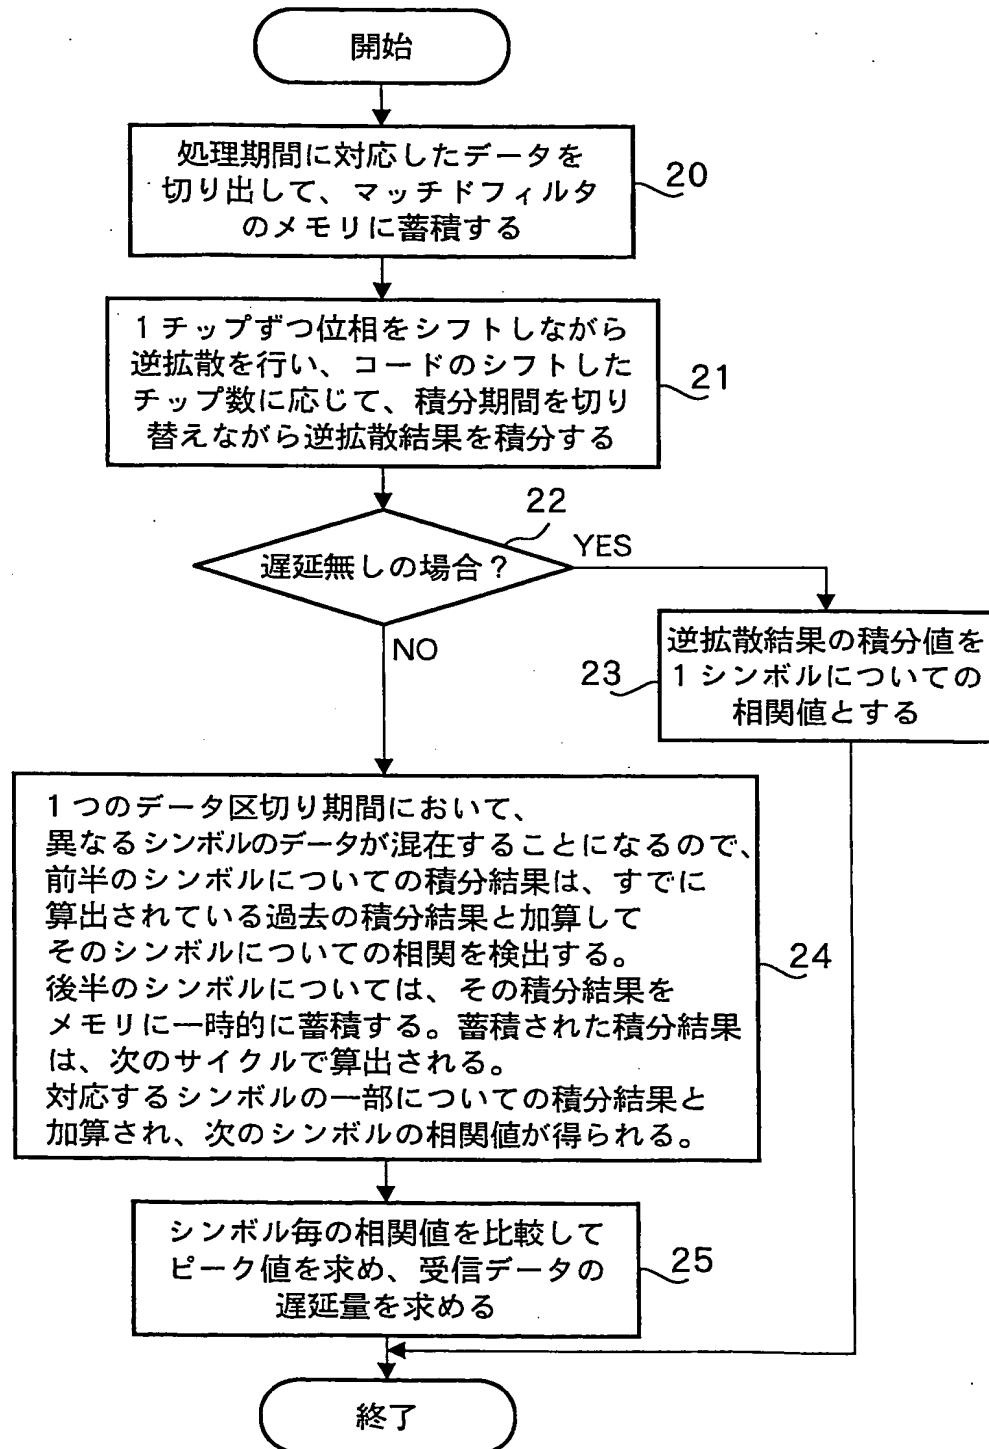 開始
処理期間に対応したデータを
切り出して、マッチドフィルタ
のメモリに蓄積する
20
1チップずつ位相をシフトしながら
逆拡散を行い、コードのシフトした
チップ数に応じて、積分期間を切り
替えながら逆拡散結果を積分する
21
22
遅延無しの場合？
YES
NO
逆拡散結果の積分値を
1シンボルについての
相関値とする
23
1つのデータ区切り期間において、
異なるシンボルのデータが混在することになるので、
前半のシンボルについての積分結果は、すでに
算出されている過去の積分結果と加算して
そのシンボルについての相関を検出する。
後半のシンボルについては、その積分結果を
メモリに一時的に蓄積する。蓄積された積分結果
は、次のサイクルで算出される。
対応するシンボルの一部についての積分結果と
加算され、次のシンボルの相関値が得られる。
24
シンボル毎の相関値を比較して
ピーク値を求め、受信データの
遅延量を求める
25
終了